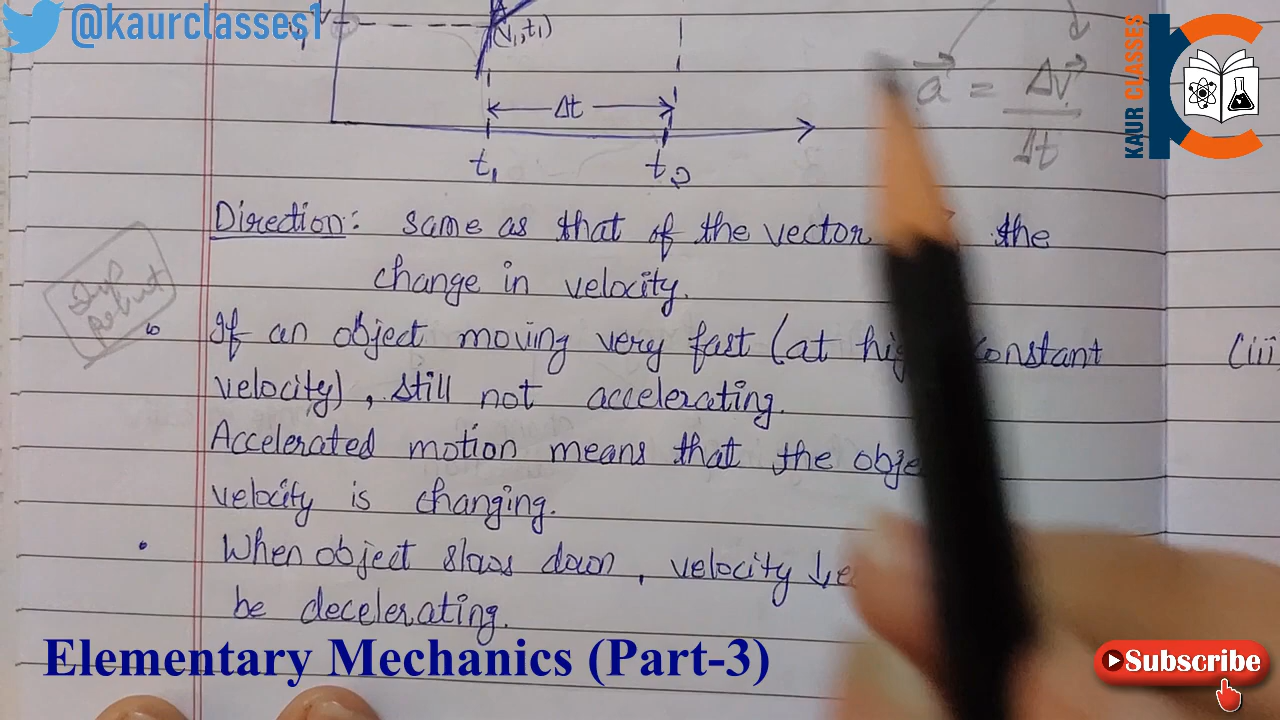 @kaurclasses1
(v₁,t₁)
Δt
t₁ t₂
a⃗ = Δv⃗
Δt
KAUR CLASSES
Direction: same as that of the vector the
change in velocity.
Imp
If an object moving very fast (at constant
(iii
velocity), still not accelerating.
Accelerated motion means that the obje
velocity is changing.
When object slows down, velocity ↓e
be decelerating.
Elementary Mechanics (Part-3)
Subscribe